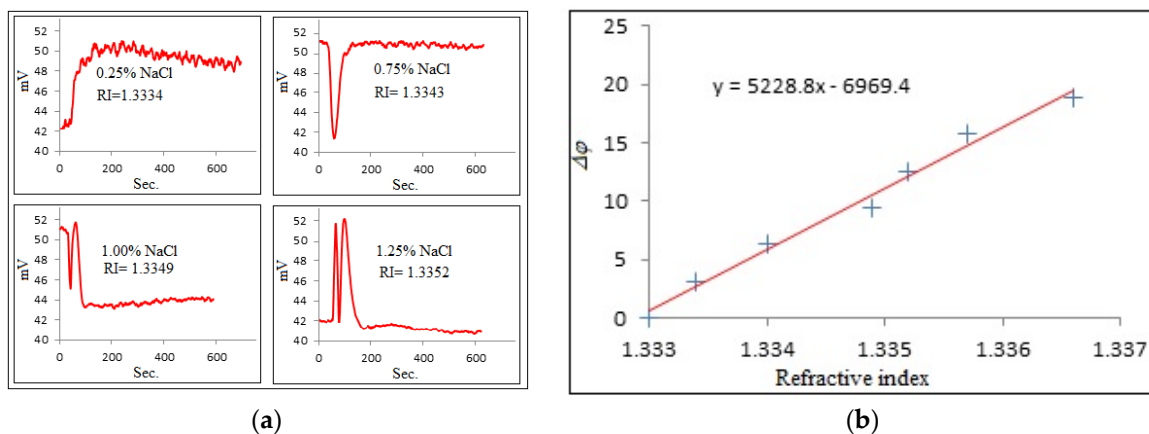 52
50
48
46
44
42
40
mV
0.25% NaCl
RI=1.3334
0 200 400 600
Sec.
52
50
48
46
44
42
40
mV
0.75% NaCl
RI= 1.3343
0 200 400 600
Sec.
52
50
48
46
44
42
40
mV
1.00% NaCl
RI= 1.3349
0 200 400 600
Sec.
52
50
48
46
44
42
40
mV
1.25% NaCl
RI= 1.3352
0 200 400 600
Sec.
(a)
25
20
15
10
5
0
Δφ
y = 5228.8x - 6969.4
1.333 1.334 1.335 1.336 1.337
Refractive index
(b)